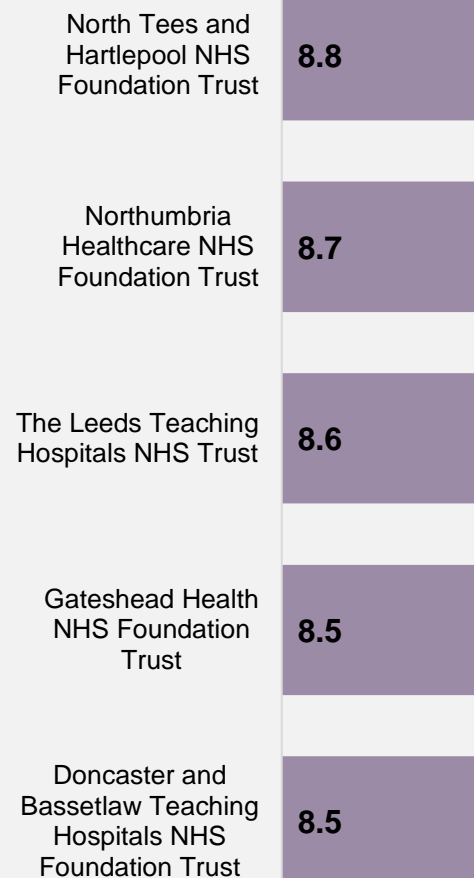 North Tees and
Hartlepool NHS
Foundation Trust
8.8
Northumbria
Healthcare NHS
Foundation Trust
8.7
The Leeds Teaching
Hospitals NHS Trust
8.6
Gateshead Health
NHS Foundation
Trust
8.5
Doncaster and
Bassetlaw Teaching
Hospitals NHS
Foundation Trust
8.5